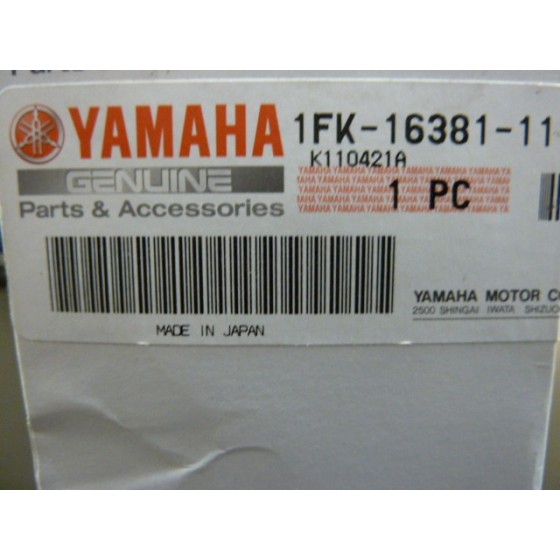 YAMAHA 1FK-16381-11-
K110421A
GENUINE
Parts & Accessories
1 PC
YAMAHA MOTOR CO
2500 SHINGAI IWATA SHIZUO
MADE IN JAPAN